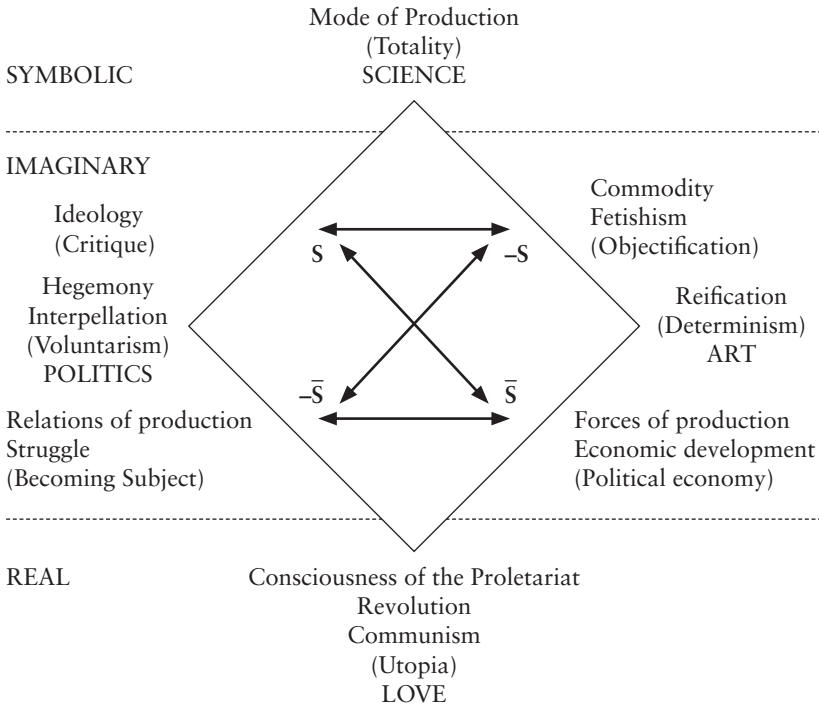 Mode of Production
(Totality)
SYMBOLIC
SCIENCE
IMAGINARY
Ideology
(Critique)
Commodity
Fetishism
(Objectification)
S
–S
Hegemony
Interpellation
(Voluntarism)
POLITICS
Reification
(Determinism)
ART
–S̅
S̅
Relations of production
Struggle
(Becoming Subject)
Forces of production
Economic development
(Political economy)
REAL
Consciousness of the Proletariat
Revolution
Communism
(Utopia)
LOVE